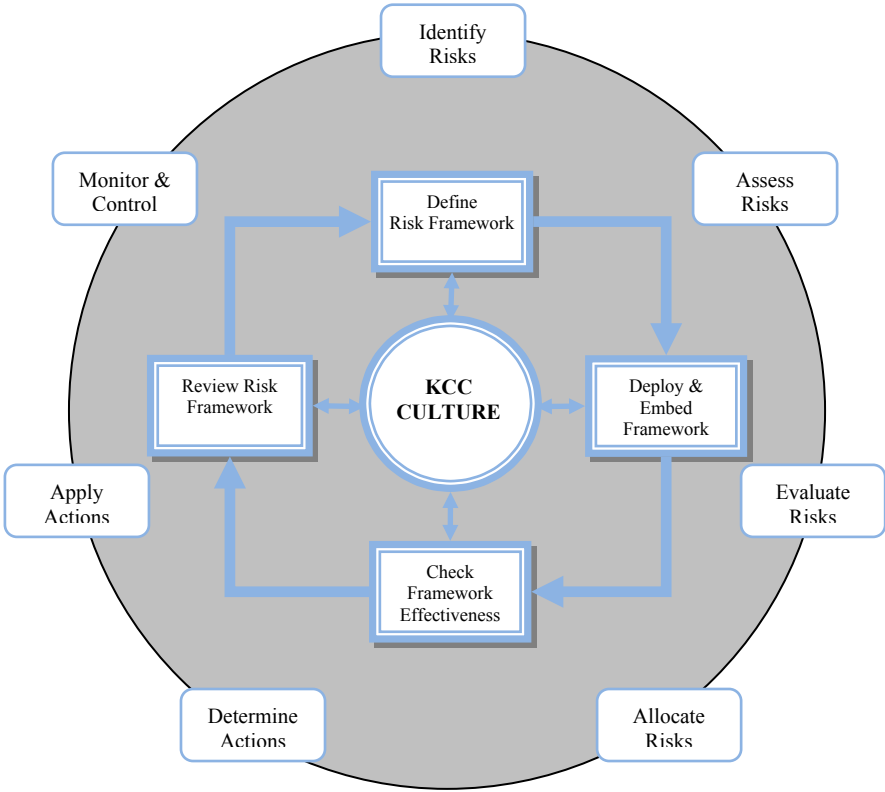 Identify
Risks
Monitor &
Control
Assess
Risks
Define
Risk Framework
Review Risk
Framework
KCC
CULTURE
Deploy &
Embed
Framework
Apply
Actions
Evaluate
Risks
Check
Framework
Effectiveness
Determine
Actions
Allocate
Risks